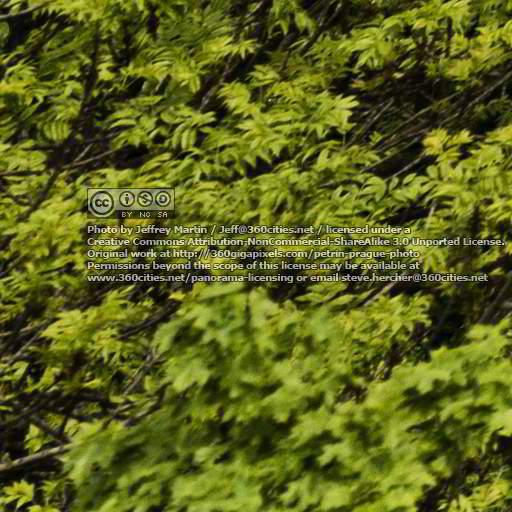 cc
BY NC SA
Photo by Jeffrey Martin / Jeff@360cities.net / licensed under a
Creative Commons Attribution-NonCommercial-ShareAlike 3.0 Unported License.
Original work at http://360gigapixels.com/petrin-prague-photo
Permissions beyond the scope of this license may be available at
www.360cities.net/panorama-licensing or email steve.hercher@360cities.net